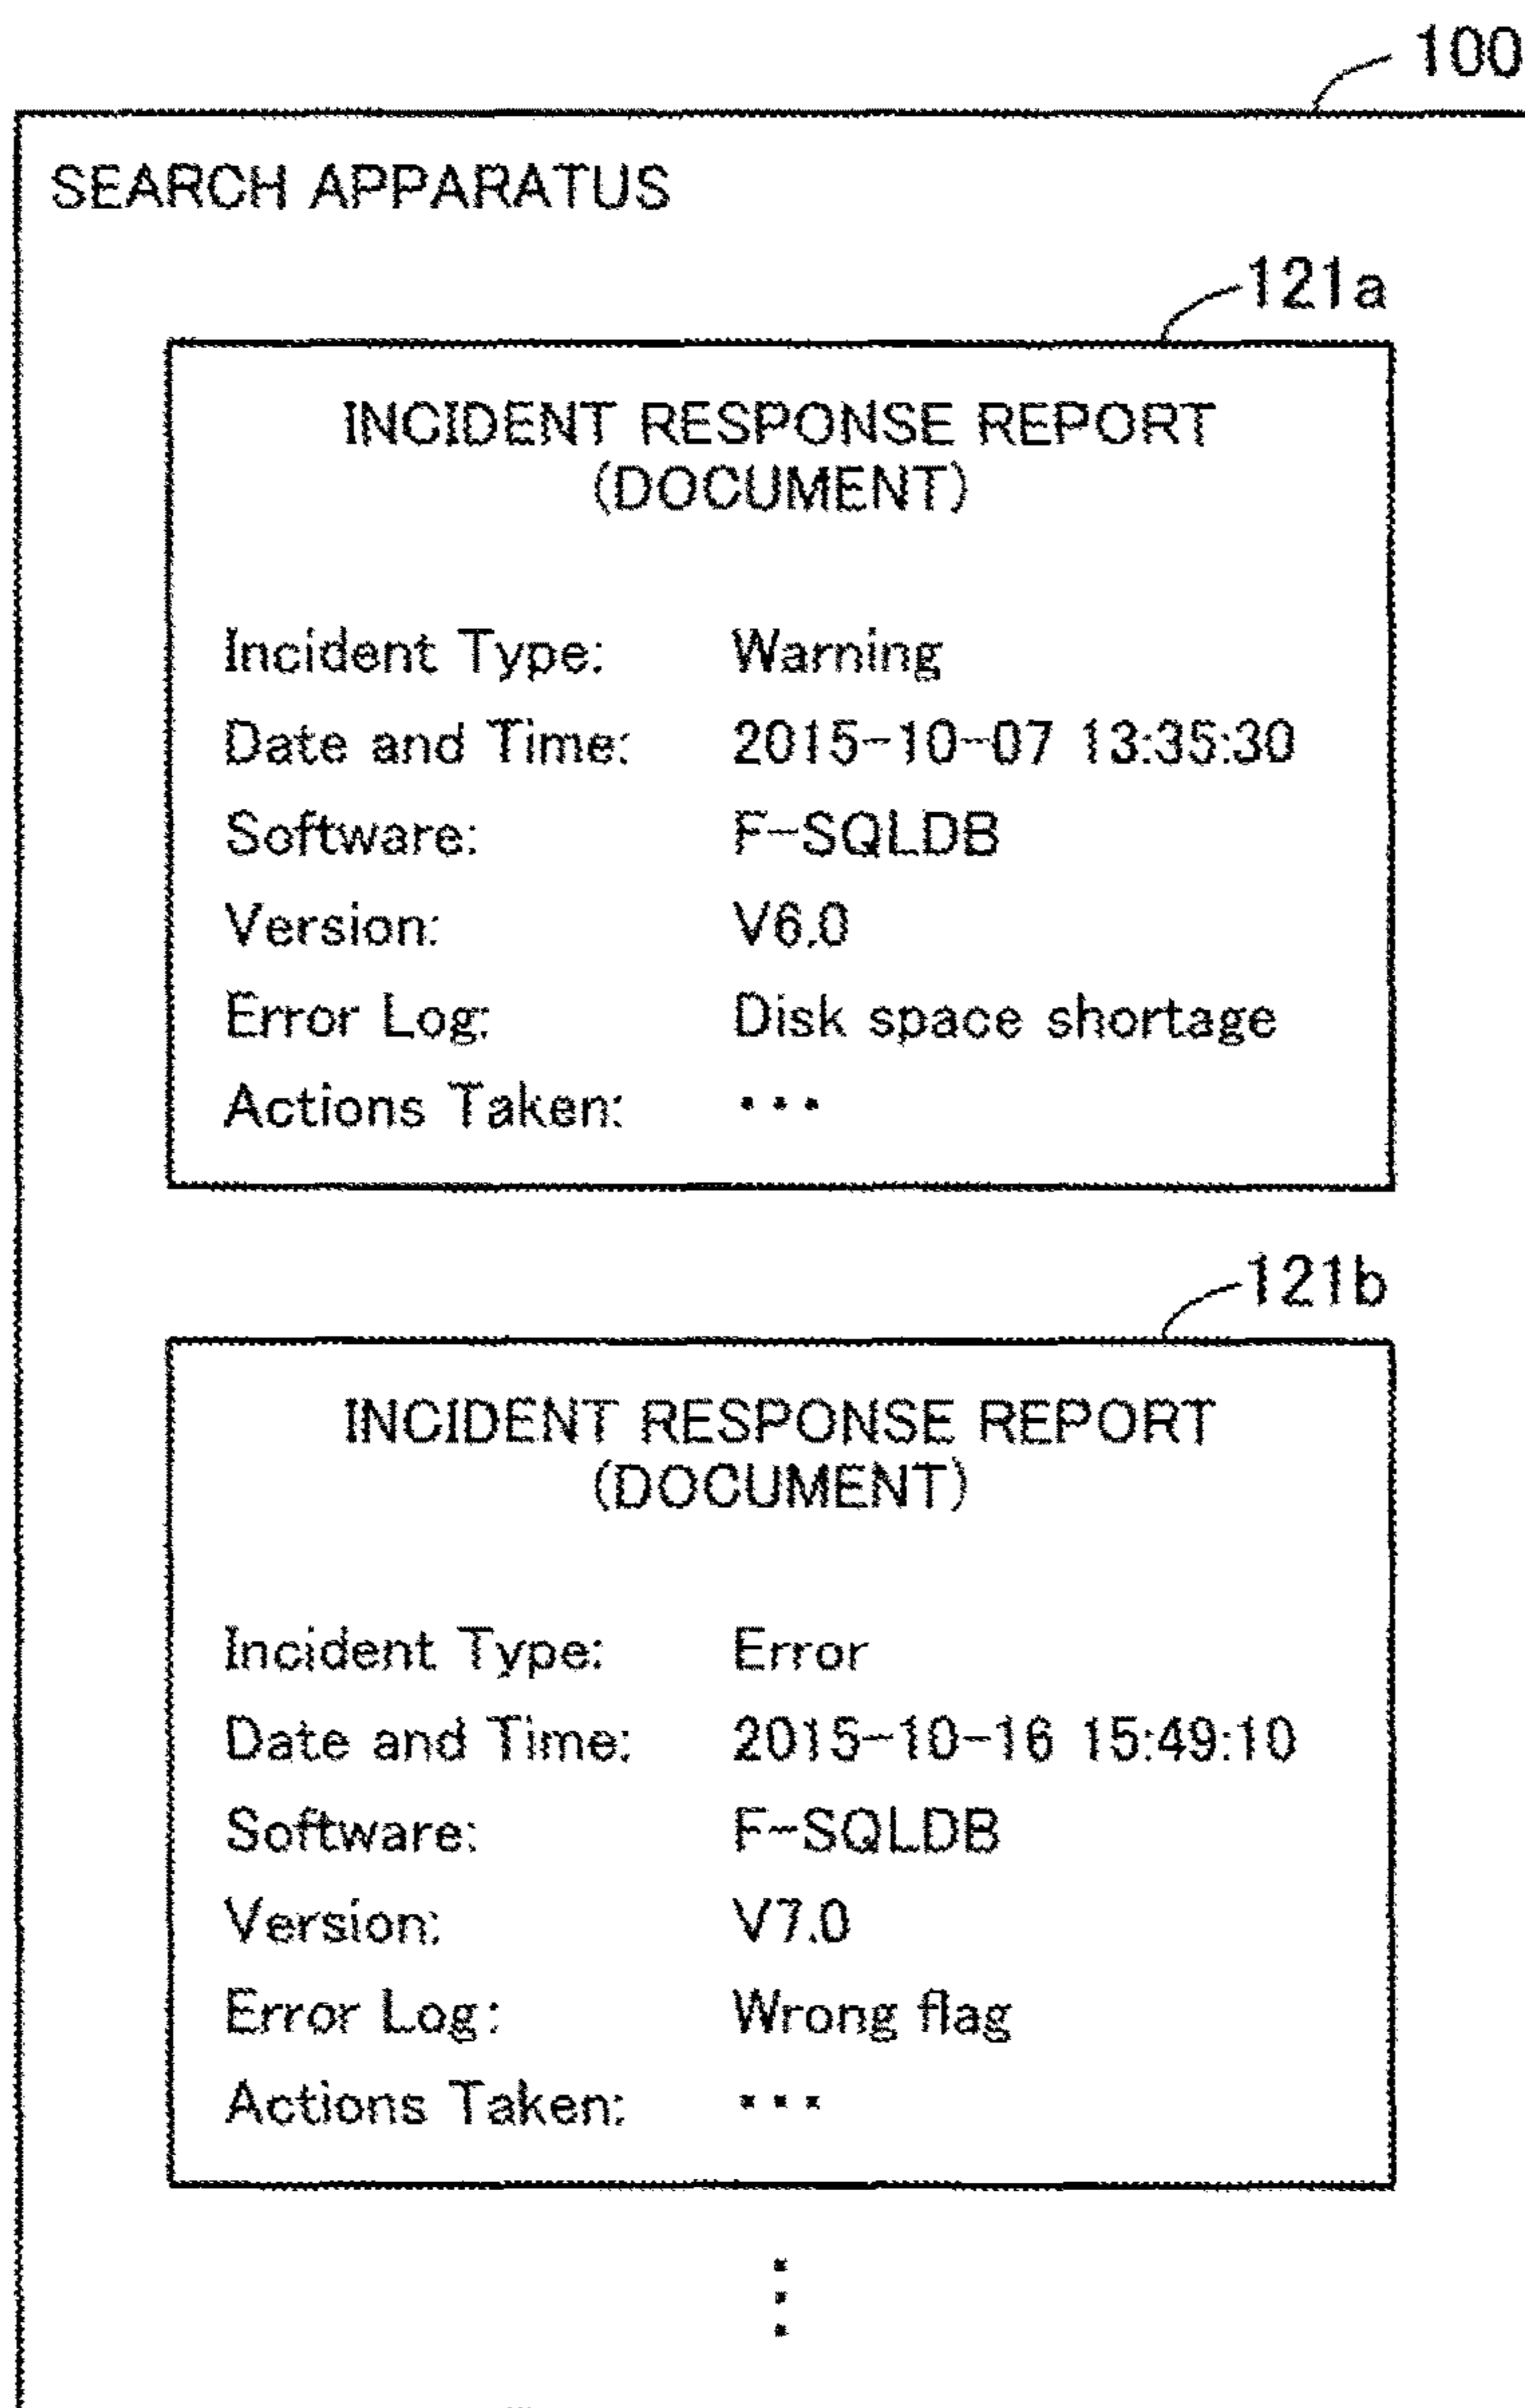 100
SEARCH APPARATUS
121a
INCIDENT RESPONSE REPORT
(DOCUMENT)
Incident Type: Warning
Date and Time: 2015-10-07 13:35:30
Software: F-SQLDB
Version: V6.0
Error Log: Disk space shortage
Actions Taken: ･･･
121b
INCIDENT RESPONSE REPORT
(DOCUMENT)
Incident Type: Error
Date and Time: 2015-10-16 15:49:10
Software: F-SQLDB
Version: V7.0
Error Log: Wrong flag
Actions Taken: ･･･